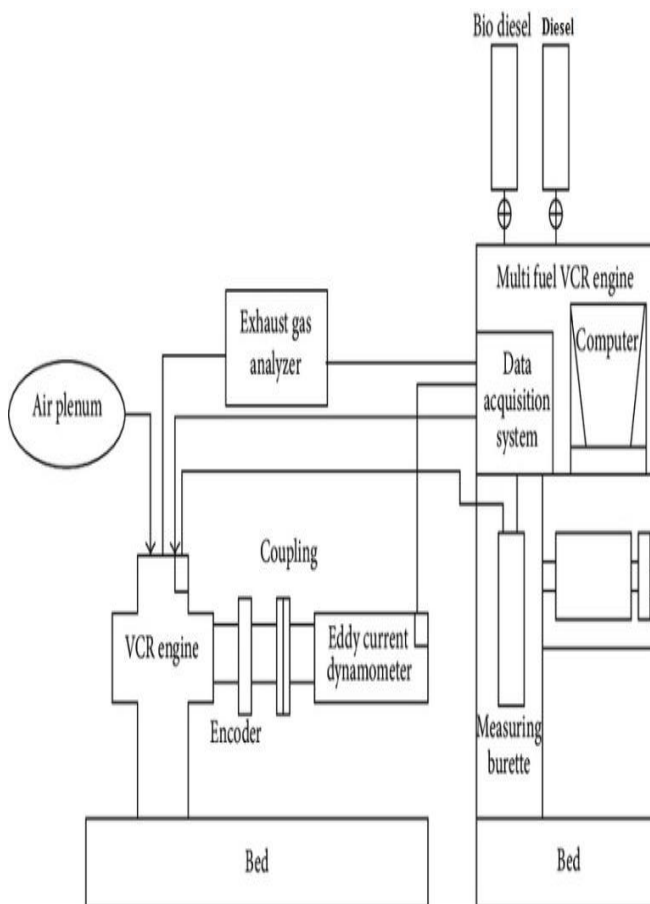 Bio diesel
Diesel
Multi fuel VCR engine
Exhaust gas
analyzer
Computer
Data
acquisition
system
Air plenum
Coupling
VCR engine
Eddy current
dynamometer
Encoder
Measuring
burette
Bed
Bed